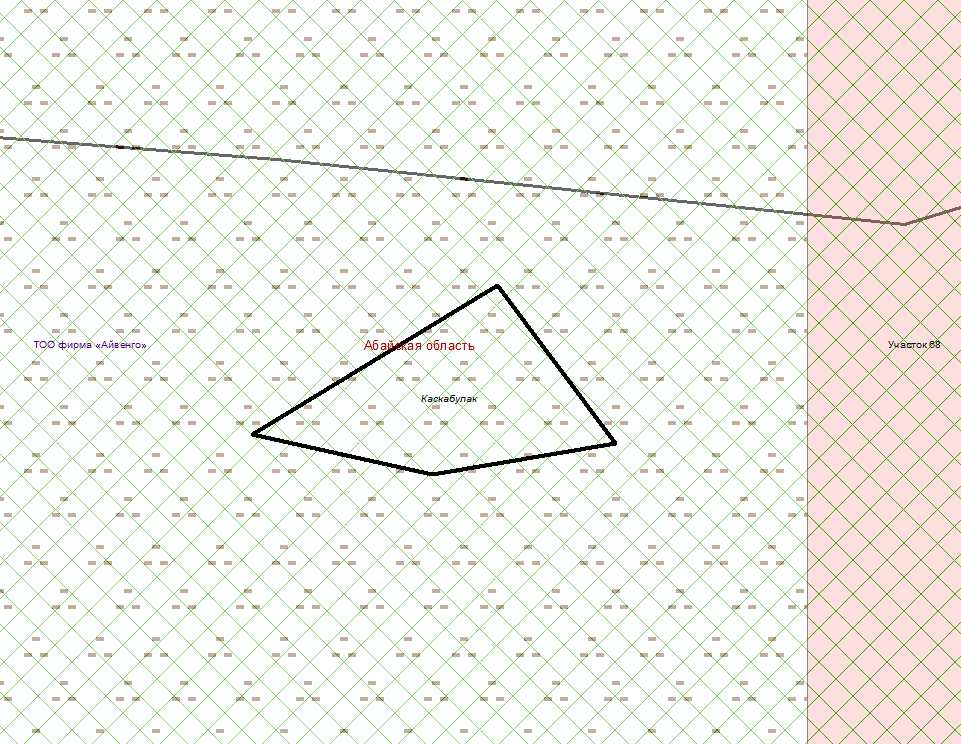 ТОО фирма «Айвенго»
Абайская область
Участок 68
Каскабулак